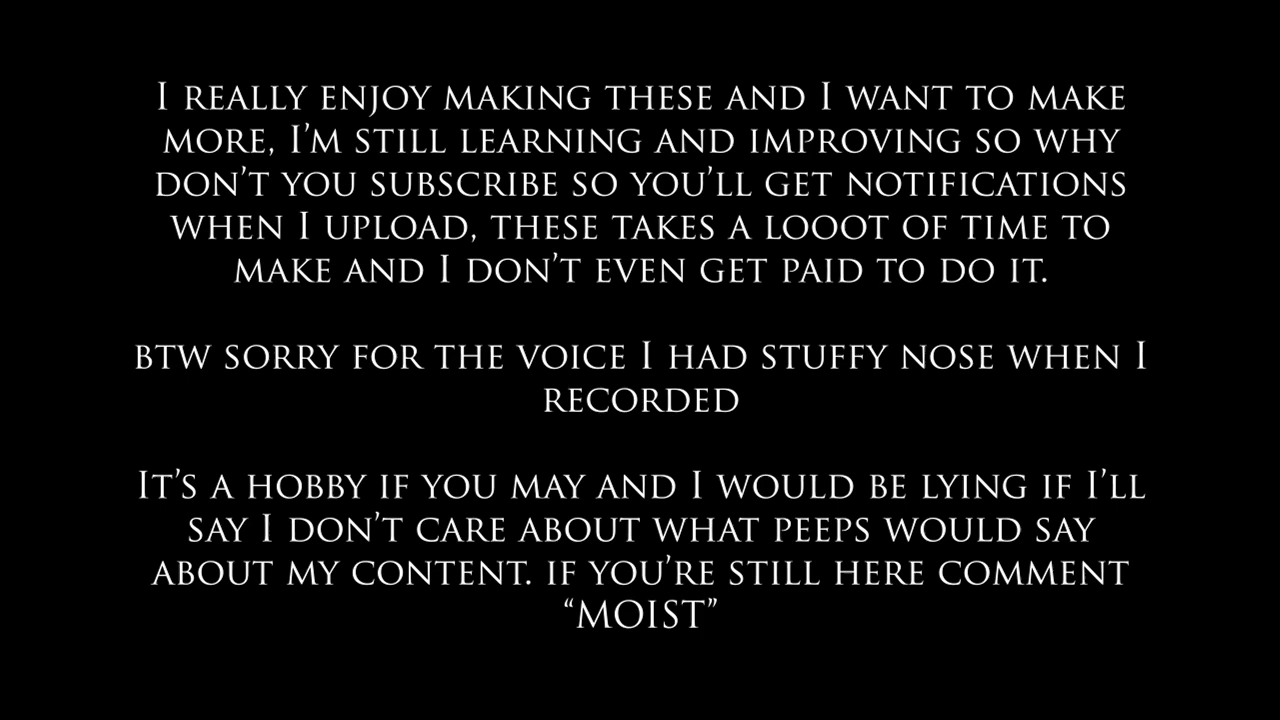 I REALLY ENJOY MAKING THESE AND I WANT TO MAKE
MORE, I'M STILL LEARNING AND IMPROVING SO WHY
DON'T YOU SUBSCRIBE SO YOU'LL GET NOTIFICATIONS
WHEN I UPLOAD, THESE TAKES A LOOOT OF TIME TO
MAKE AND I DON'T EVEN GET PAID TO DO IT.
BTW SORRY FOR THE VOICE I HAD STUFFY NOSE WHEN I
RECORDED
IT'S A HOBBY IF YOU MAY AND I WOULD BE LYING IF I'LL
SAY I DON'T CARE ABOUT WHAT PEEPS WOULD SAY
ABOUT MY CONTENT. IF YOU'RE STILL HERE COMMENT
“MOIST”